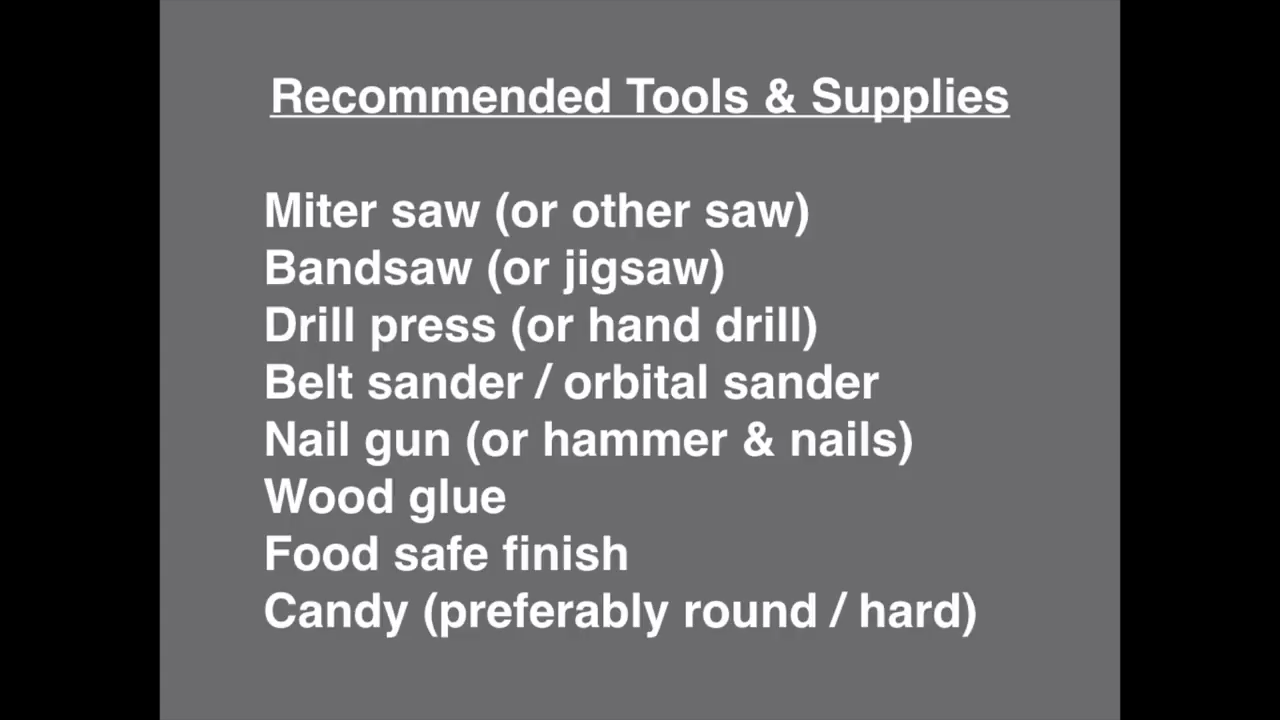 Recommended Tools & Supplies
Miter saw (or other saw)
Bandsaw (or jigsaw)
Drill press (or hand drill)
Belt sander / orbital sander
Nail gun (or hammer & nails)
Wood glue
Food safe finish
Candy (preferably round / hard)